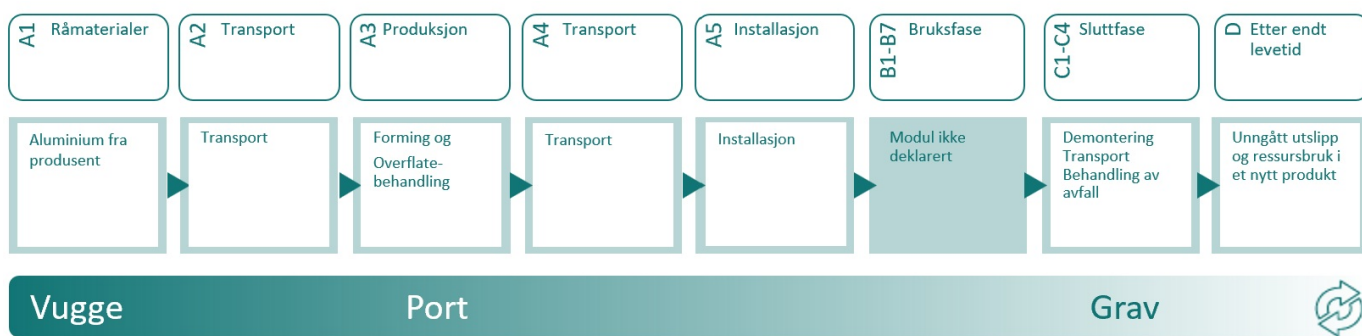 A1 Råmaterialer
A2 Transport
A3 Produksjon
A4 Transport
A5 Installasjon
B1-B7 Bruksfase
C1-C4 Sluttfase
D Etter endt
levetid
Aluminium fra
produsent
Transport
Forming og
Overflate-
behandling
Transport
Installasjon
Modul ikke
deklarert
Demontering
Transport
Behandling av
avfall
Unngått utslipp
og ressursbruk i
et nytt produkt
Vugge
Port
Grav